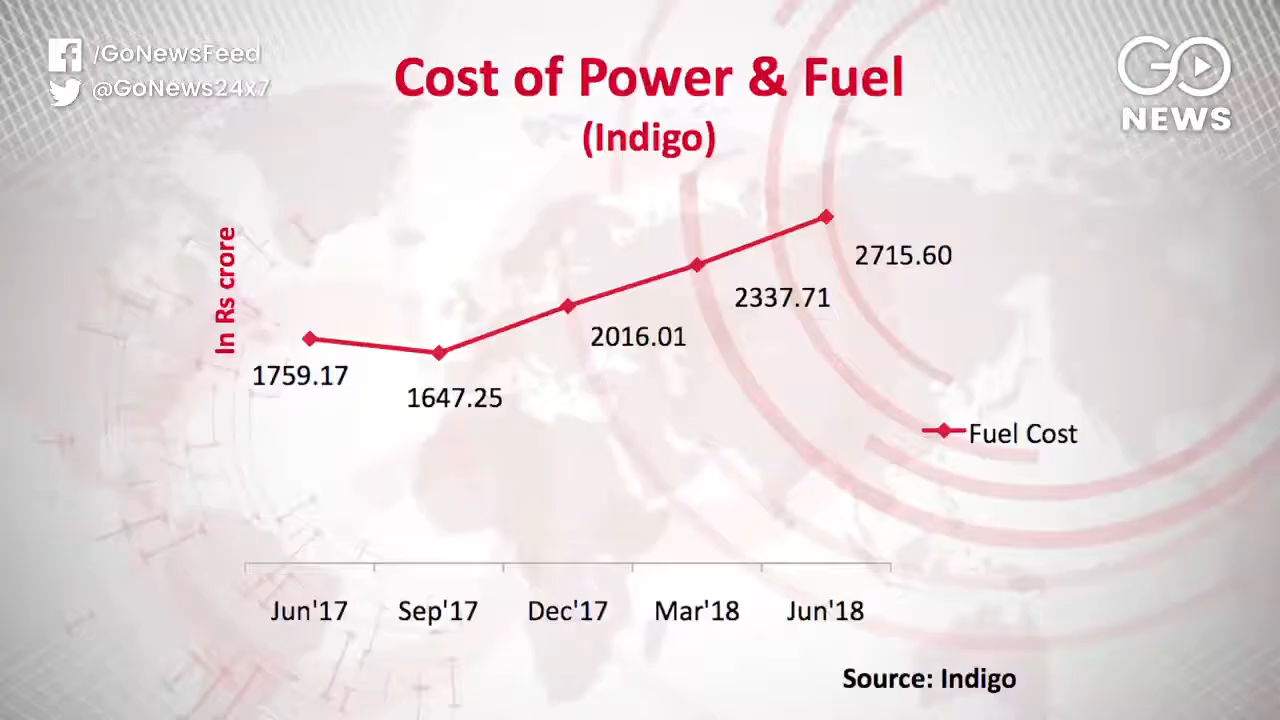 /GoNewsFeed
@GoNews24x7
Cost of Power & Fuel
(Indigo)
GO
NEWS
In Rs crore
1759.17
1647.25
2016.01
2337.71
2715.60
Fuel Cost
Jun'17
Sep'17
Dec'17
Mar'18
Jun'18
Source: Indigo